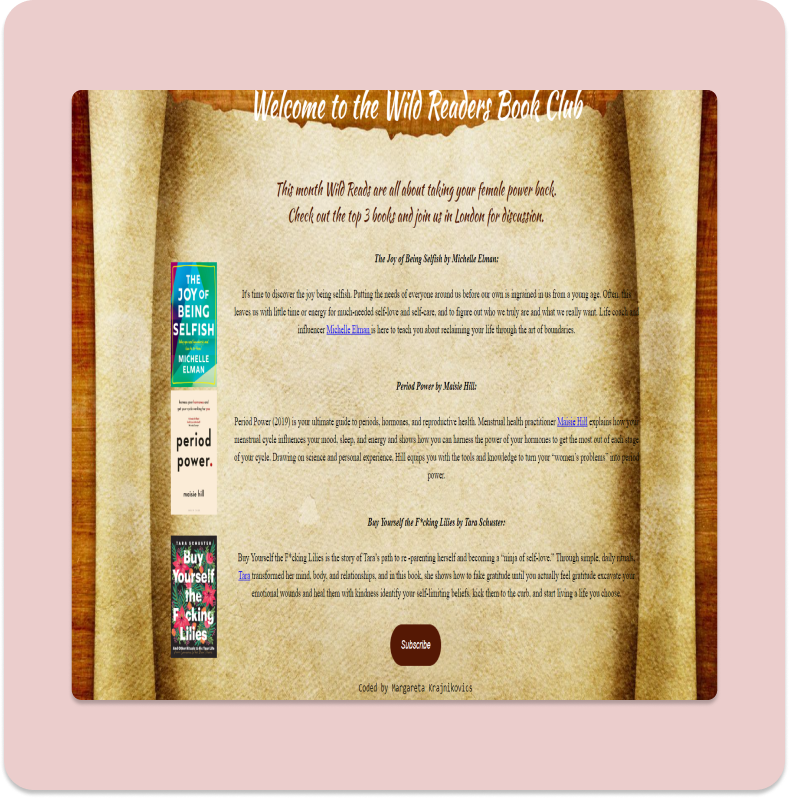 Welcome to the Wild Readers Book Club
This month Wild Reads are all about taking your female power back.
Check out the top 3 books and join us in London for discussion.
The Joy of Being Selfish by Michelle Elman:
It's time to discover the joy being selfish. Putting the needs of everyone around us before our own is ingrained in us from a young age. Often, this
leaves us with little time or energy for much-needed self-love and self-care, and to figure out who we truly are and what we really want. Life coach and
influencer Michelle Elman is here to teach you about reclaiming your life through the art of boundaries.
THE
JOY OF
BEING
SELFISH
MICHELLE
ELMAN
Period Power by Maisie Hill:
Period Power (2019) is your ultimate guide to periods, hormones, and reproductive health. Menstrual health practitioner Maisie Hill explains how your
menstrual cycle influences your mood, sleep, and energy and shows how you can harness the power of your hormones to get the most out of each stage
of your cycle. Drawing on science and personal experience, Hill equips you with the tools and knowledge to turn your “women’s problems” into period
power.
period
power.
maisie hill
Buy Yourself the F*cking Lilies by Tara Schuster:
Buy Yourself the F*cking Lilies is the story of Tara’s path to re -parenting herself and becoming a “ninja of self-love.” Through simple, daily rituals,
Tara transformed her mind, body, and relationships, and in this book, she shows how to fake gratitude until you actually feel gratitude excavate your
emotional wounds and heal them with kindness identify your self-limiting beliefs, kick them to the curb, and start living a life you choose.
TARA SCHUSTER
Buy
Yourself
the
F*cking
Lilies
Subscribe
Coded by Margareta Krajnikovics